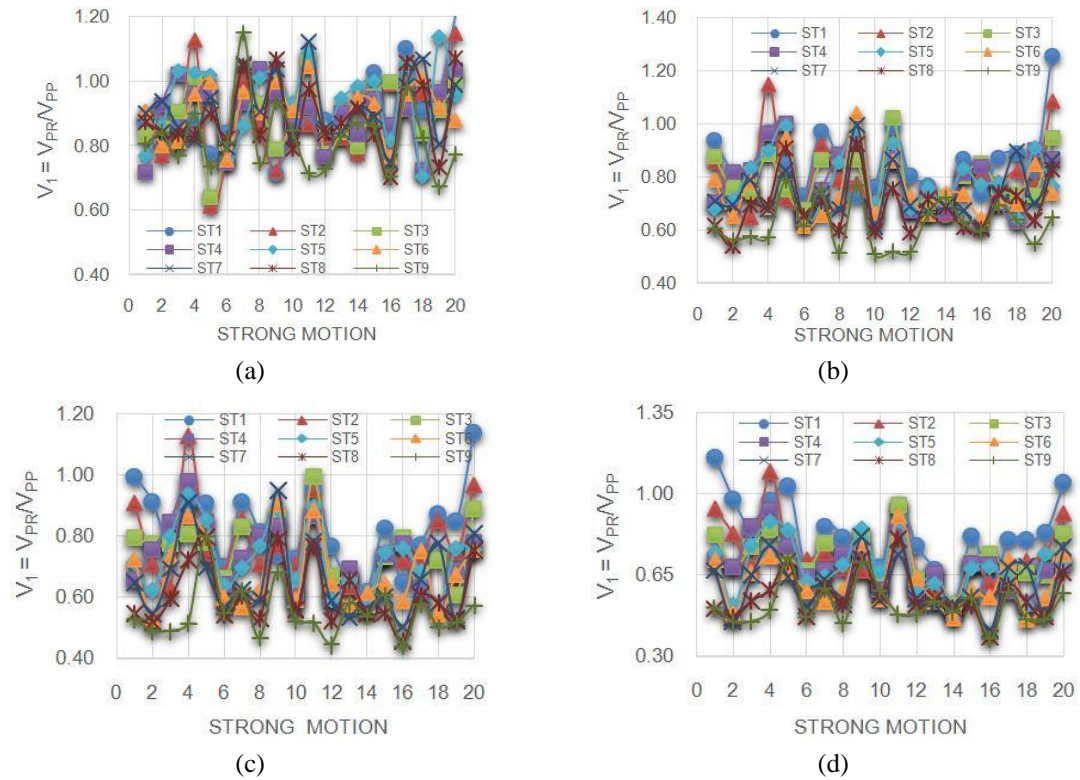 1.20
1.00
0.80
0.60
0.40
V1 = VPR/VPP
ST1 ST2 ST3
ST4 ST5 ST6
ST7 ST8 ST9
0 2 4 6 8 10 12 14 16 18 20
STRONG MOTION
(a)
1.40
1.20
1.00
0.80
0.60
0.40
V1 = VPR/VPP
ST1 ST2 ST3
ST4 ST5 ST6
ST7 ST8 ST9
0 2 4 6 8 10 12 14 16 18 20
STRONG MOTION
(b)
1.20
1.00
0.80
0.60
0.40
V1 = VPR/VPP
ST1 ST2 ST3
ST4 ST5 ST6
ST7 ST8 ST9
0 2 4 6 8 10 12 14 16 18 20
STRONG MOTION
(c)
1.35
1.00
0.65
0.30
V1 = VPR/VPP
ST1 ST2 ST3
ST4 ST5 ST6
ST7 ST8 ST9
0 2 4 6 8 10 12 14 16 18 20
STRONG MOTION
(d)